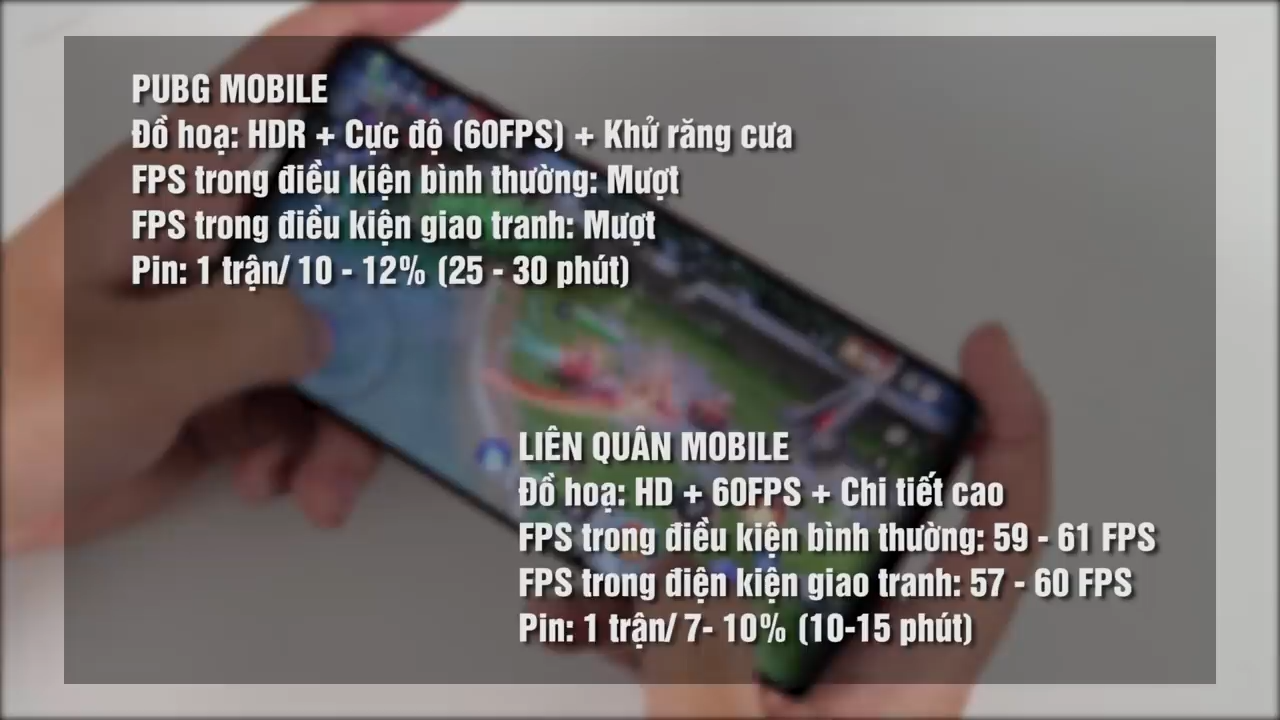 PUBG MOBILE
Đồ hoạ: HDR + Cực độ (60FPS) + Khử răng cưa
FPS trong điều kiện bình thường: Mượt
FPS trong điều kiện giao tranh: Mượt
Pin: 1 trận/ 10 - 12% (25 - 30 phút)
LIÊN QUÂN MOBILE
Đồ hoạ: HD + 60FPS + Chi tiết cao
FPS trong điều kiện bình thường: 59 - 61 FPS
FPS trong điện kiện giao tranh: 57 - 60 FPS
Pin: 1 trận/ 7- 10% (10-15 phút)